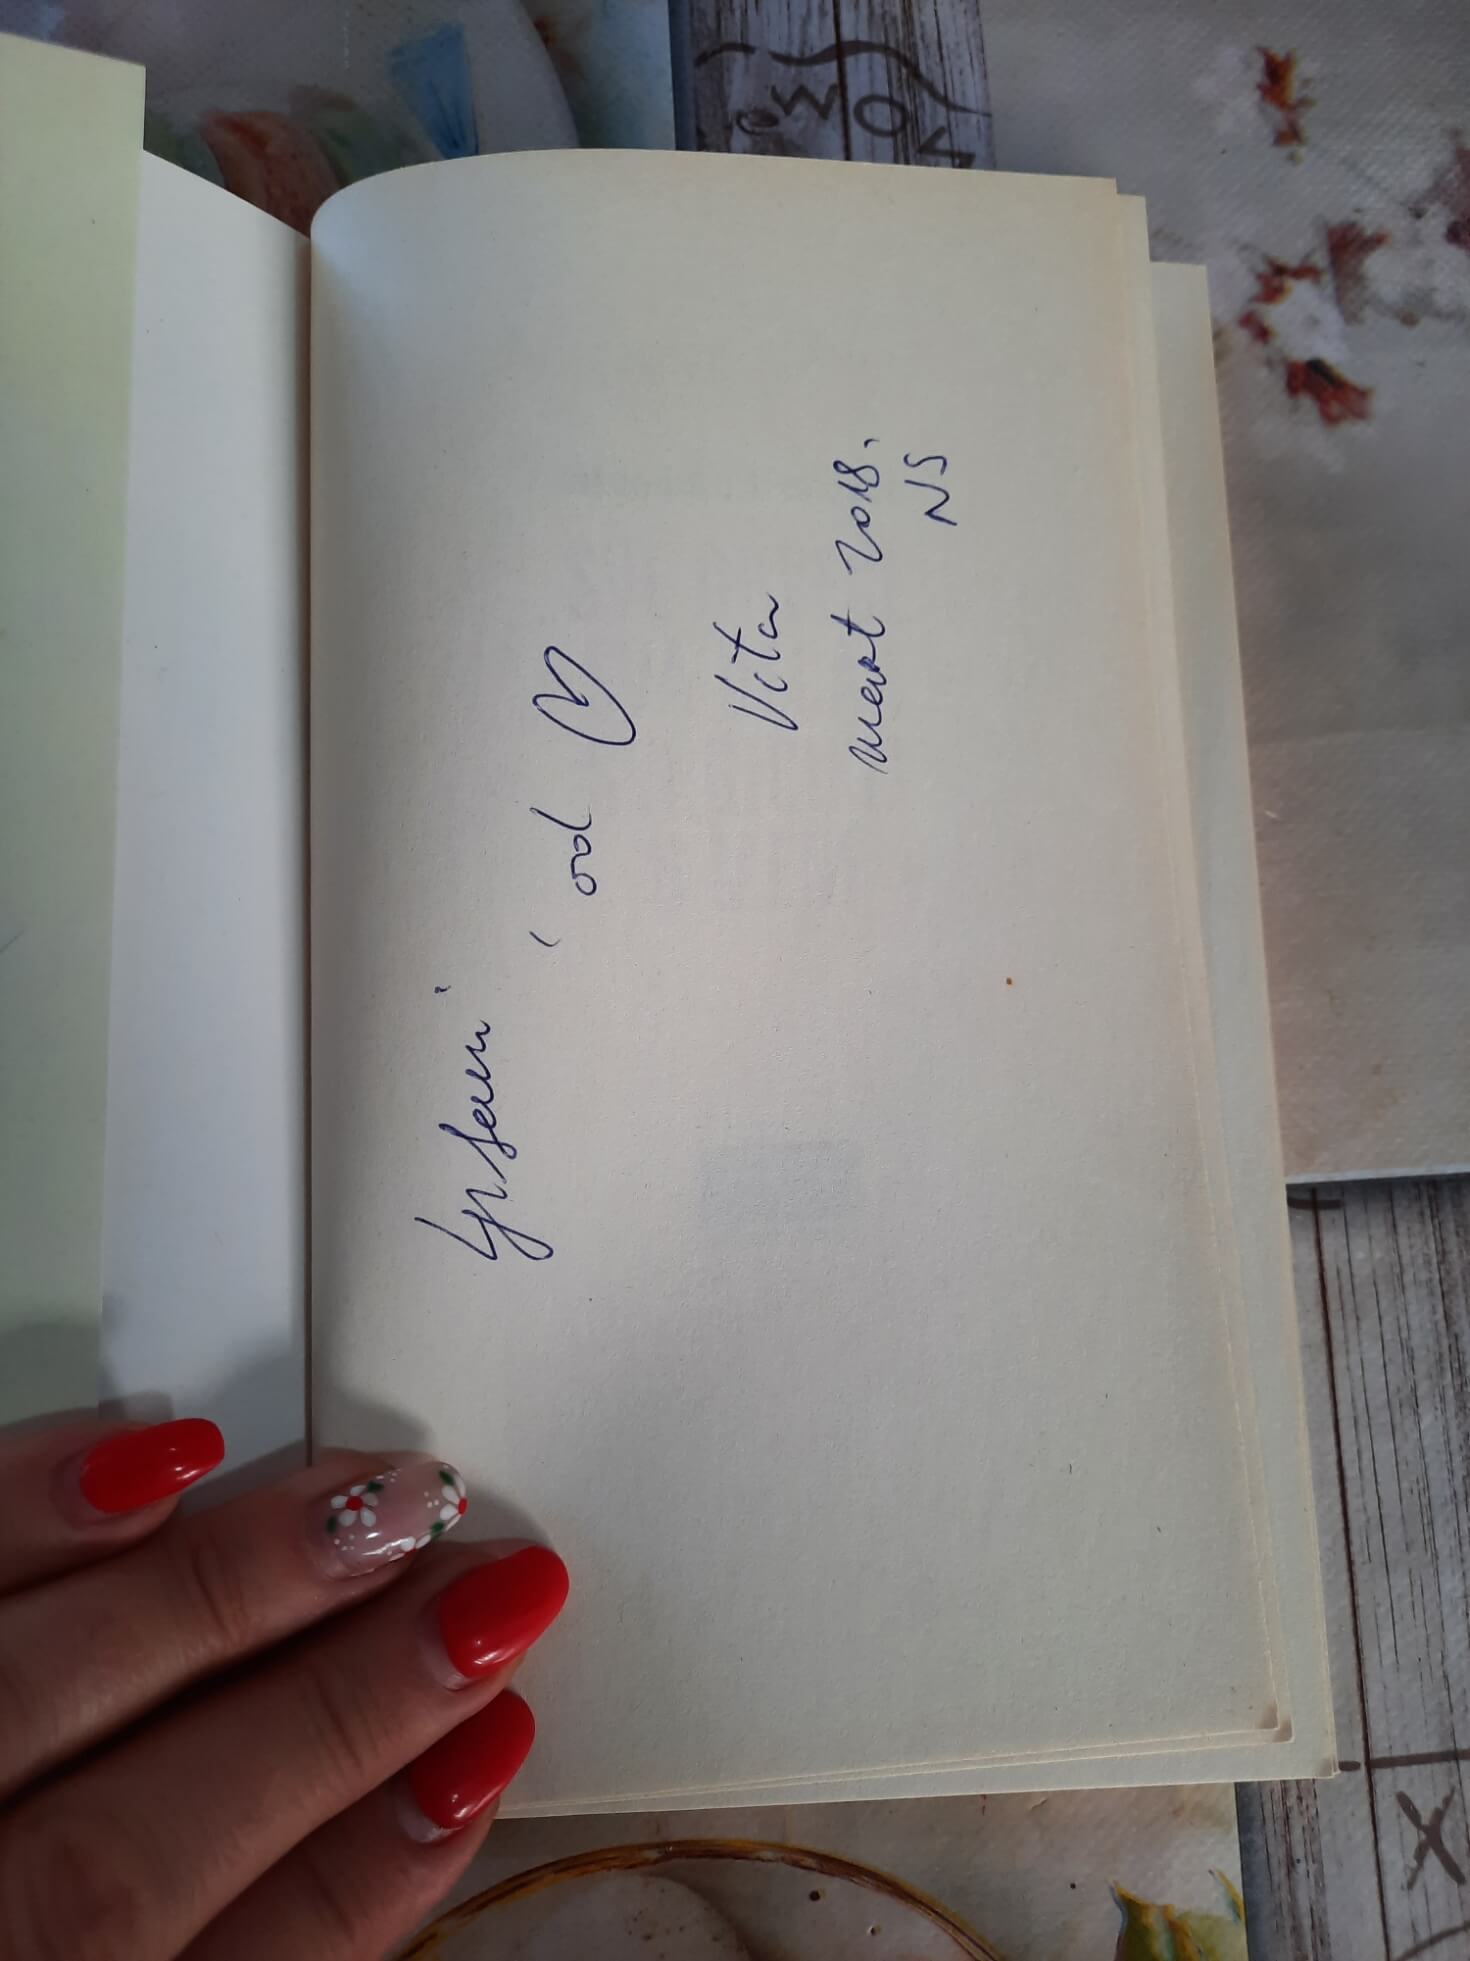 od ♡
Vita
mart 2018.
NS